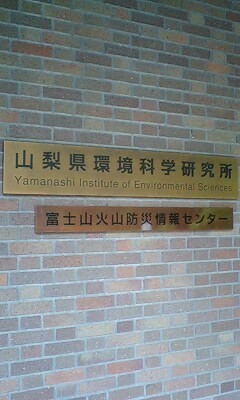 山梨県環境科学研究所
Yamanashi Institute of Environmental Sciences
富士山火山防災情報センター